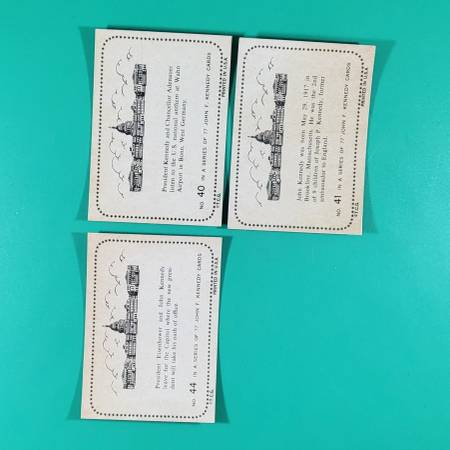 President Kennedy and Chancellor Adenauer
listen to the U.S. national anthem at Wahn
Airport in Bonn, West Germany.
NO. 40 IN A SERIES OF 77 JOHN F. KENNEDY CARDS
© T.C.G.
PRINTED IN U.S.A.
John Kennedy was born May 29, 1917 in
Brookline, Massachusetts. He was the 2nd
of 9 children of Joseph P. Kennedy, former
ambassador to England.
NO. 41 IN A SERIES OF 77 JOHN F. KENNEDY CARDS
© T.C.G.
PRINTED IN U.S.A.
President Eisenhower and John Kennedy
leave for the Capitol where the new presi-
dent will take his oath of office.
NO. 44 IN A SERIES OF 77 JOHN F. KENNEDY CARDS
© T.C.G.
PRINTED IN U.S.A.